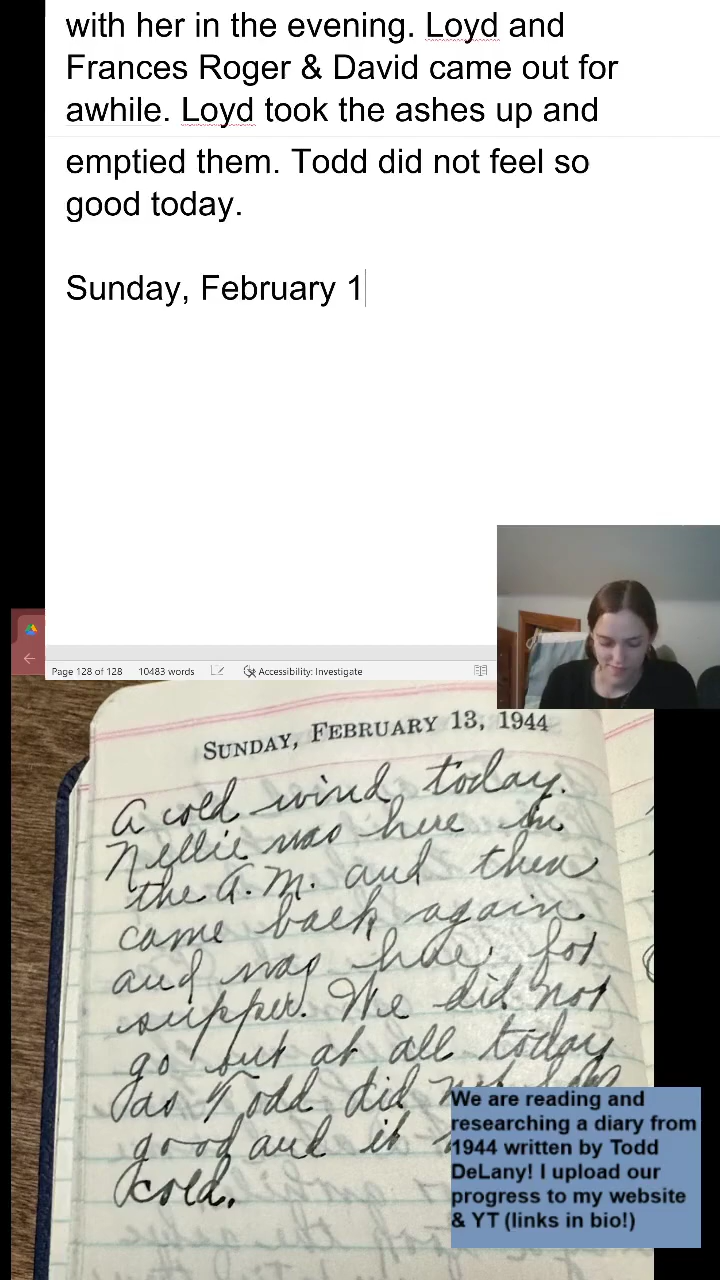 with her in the evening. Loyd and
Frances Roger & David came out for
awhile. Loyd took the ashes up and
emptied them. Todd did not feel so
good today.
Sunday, February 1
Page 128 of 128 10483 words Accessibility: Investigate
SUNDAY, FEBRUARY 13, 1944
A cold wind today.
Nellie was here in
the A.M. and then
came back again
and was here for
supper. We did not
go out at all today
as Todd did not
good and it
cold.
We are reading and
researching a diary from
1944 written by Todd
DeLany! I upload our
progress to my website
& YT (links in bio!)